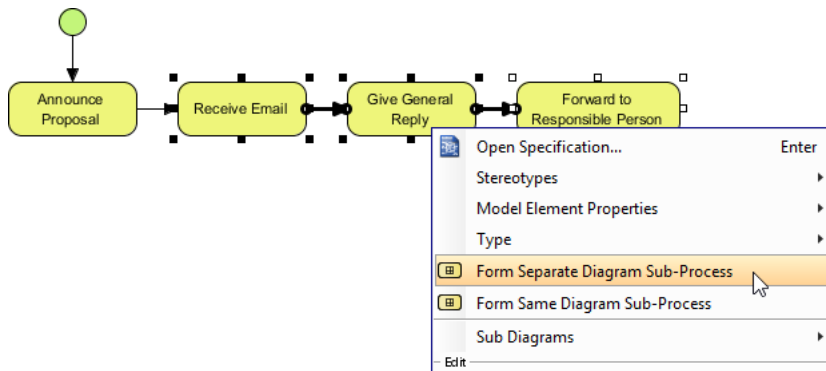 Announce
Proposal
Receive Email
Give General
Reply
Forward to
Responsible Person
Open Specification... Enter
Stereotypes
Model Element Properties
Type
Form Separate Diagram Sub-Process
Form Same Diagram Sub-Process
Sub Diagrams
Edit